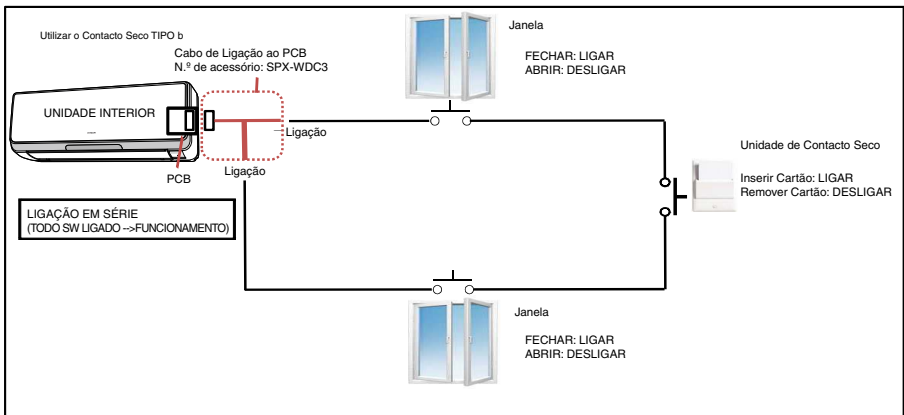 Utilizar o Contacto Seco TIPO b
Cabo de Ligação ao PCB
N.º de acessório: SPX-WDC3
UNIDADE INTERIOR
PCB
Ligação
Ligação
LIGAÇÃO EM SÉRIE
(TODO SW LIGADO -->FUNCIONAMENTO)
Janela
FECHAR: LIGAR
ABRIR: DESLIGAR
Unidade de Contacto Seco
Inserir Cartão: LIGAR
Remover Cartão: DESLIGAR
Janela
FECHAR: LIGAR
ABRIR: DESLIGAR